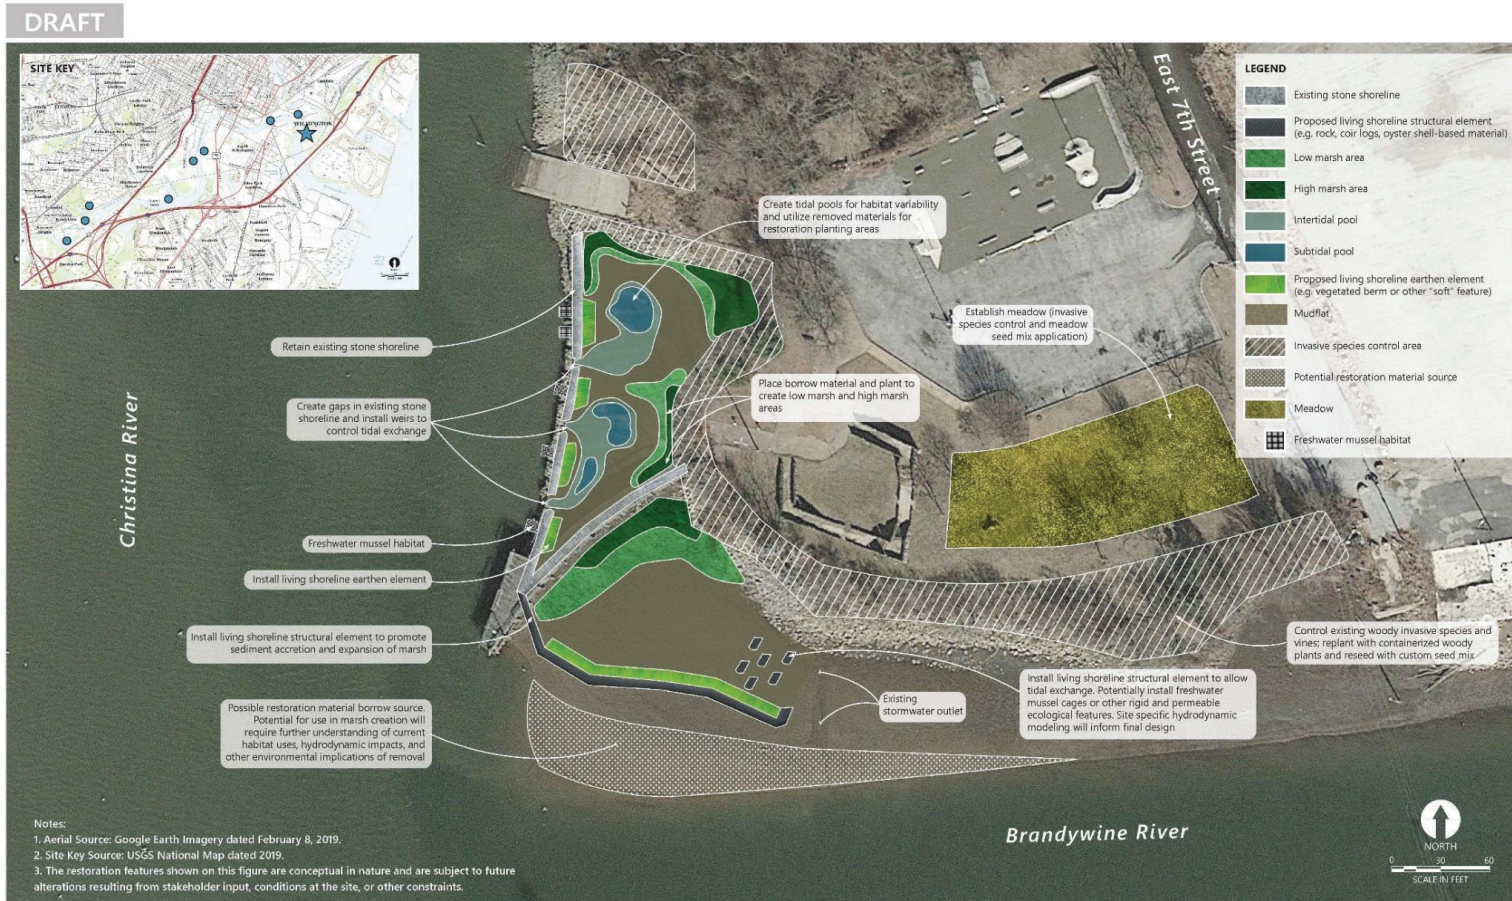 DRAFT
SITE KEY
WILMINGTON
East 7th Street
LEGEND
Existing stone shoreline
Proposed living shoreline structural element
(e.g. rock, coir logs, oyster shell-based material)
Low marsh area
High marsh area
Intertidal pool
Subtidal pool
Proposed living shoreline earthen element
(e.g. vegetated berm or other "soft" feature)
Mudflat
Invasive species control area
Potential restoration material source
Meadow
Freshwater mussel habitat
Create tidal pools for habitat variability
and utilize removed materials for
restoration planting areas
Establish meadow (invasive
species control and meadow
seed mix application)
Retain existing stone shoreline
Place borrow material and plant to
create low marsh and high marsh
areas
Create gaps in existing stone
shoreline and install weirs to
control tidal exchange
Christina River
Freshwater mussel habitat
Install living shoreline earthen element
Install living shoreline structural element to promote
sediment accretion and expansion of marsh
Control existing woody invasive species and
vines; replant with containerized woody
plants and reseed with custom seed mix
Install living shoreline structural element to allow
tidal exchange. Potentially install freshwater
mussel cages or other rigid and permeable
ecological features. Site specific hydrodynamic
modeling will inform final design
Existing
stormwater outlet
Possible restoration material borrow source.
Potential for use in marsh creation will
require further understanding of current
habitat uses, hydrodynamic impacts, and
other environmental implications of removal
Brandywine River
Notes:
1. Aerial Source: Google Earth Imagery dated February 8, 2019.
2. Site Key Source: USGS National Map dated 2019.
3. The restoration features shown on this figure are conceptual in nature and are subject to future
alterations resulting from stakeholder input, conditions at the site, or other constraints.
NORTH
0 30 60
SCALE IN FEET